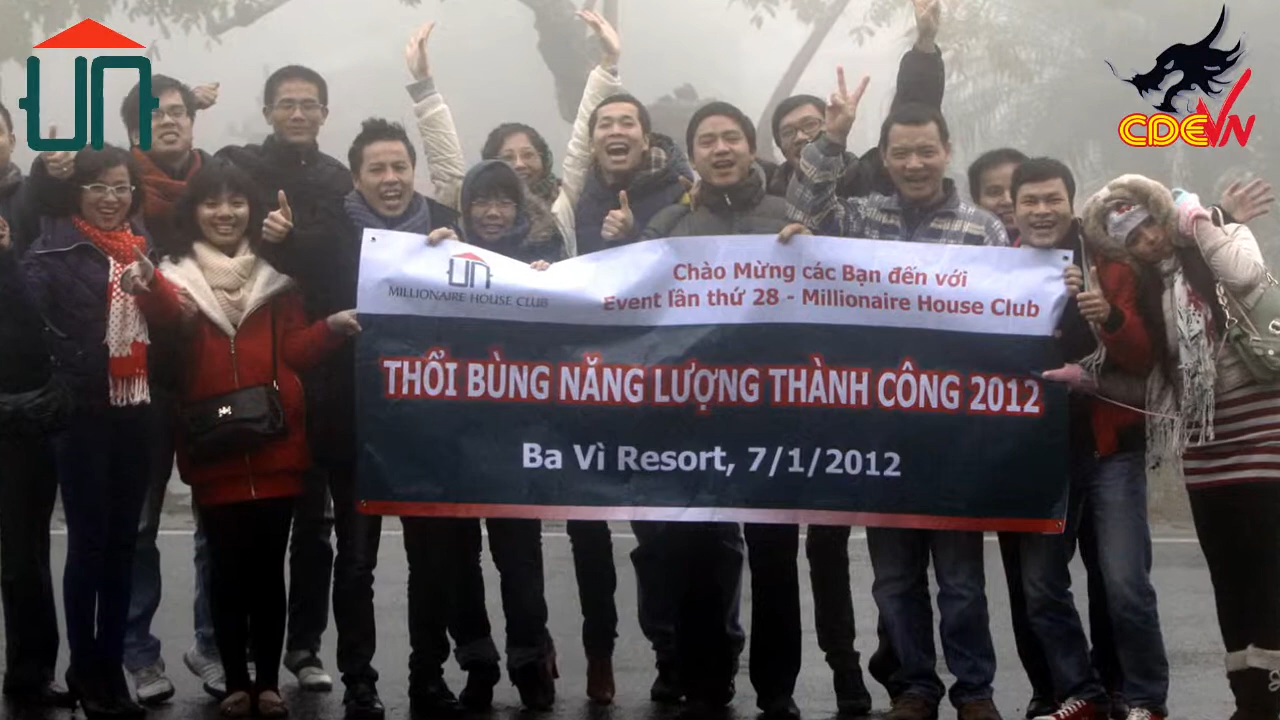 UN
CDEVN
UN
MILLIONAIRE HOUSE CLUB
Chào Mừng các Bạn đến với
Event lần thứ 28 - Millionaire House Club
THỔI BÙNG NĂNG LƯỢNG THÀNH CÔNG 2012
Ba Vì Resort, 7/1/2012